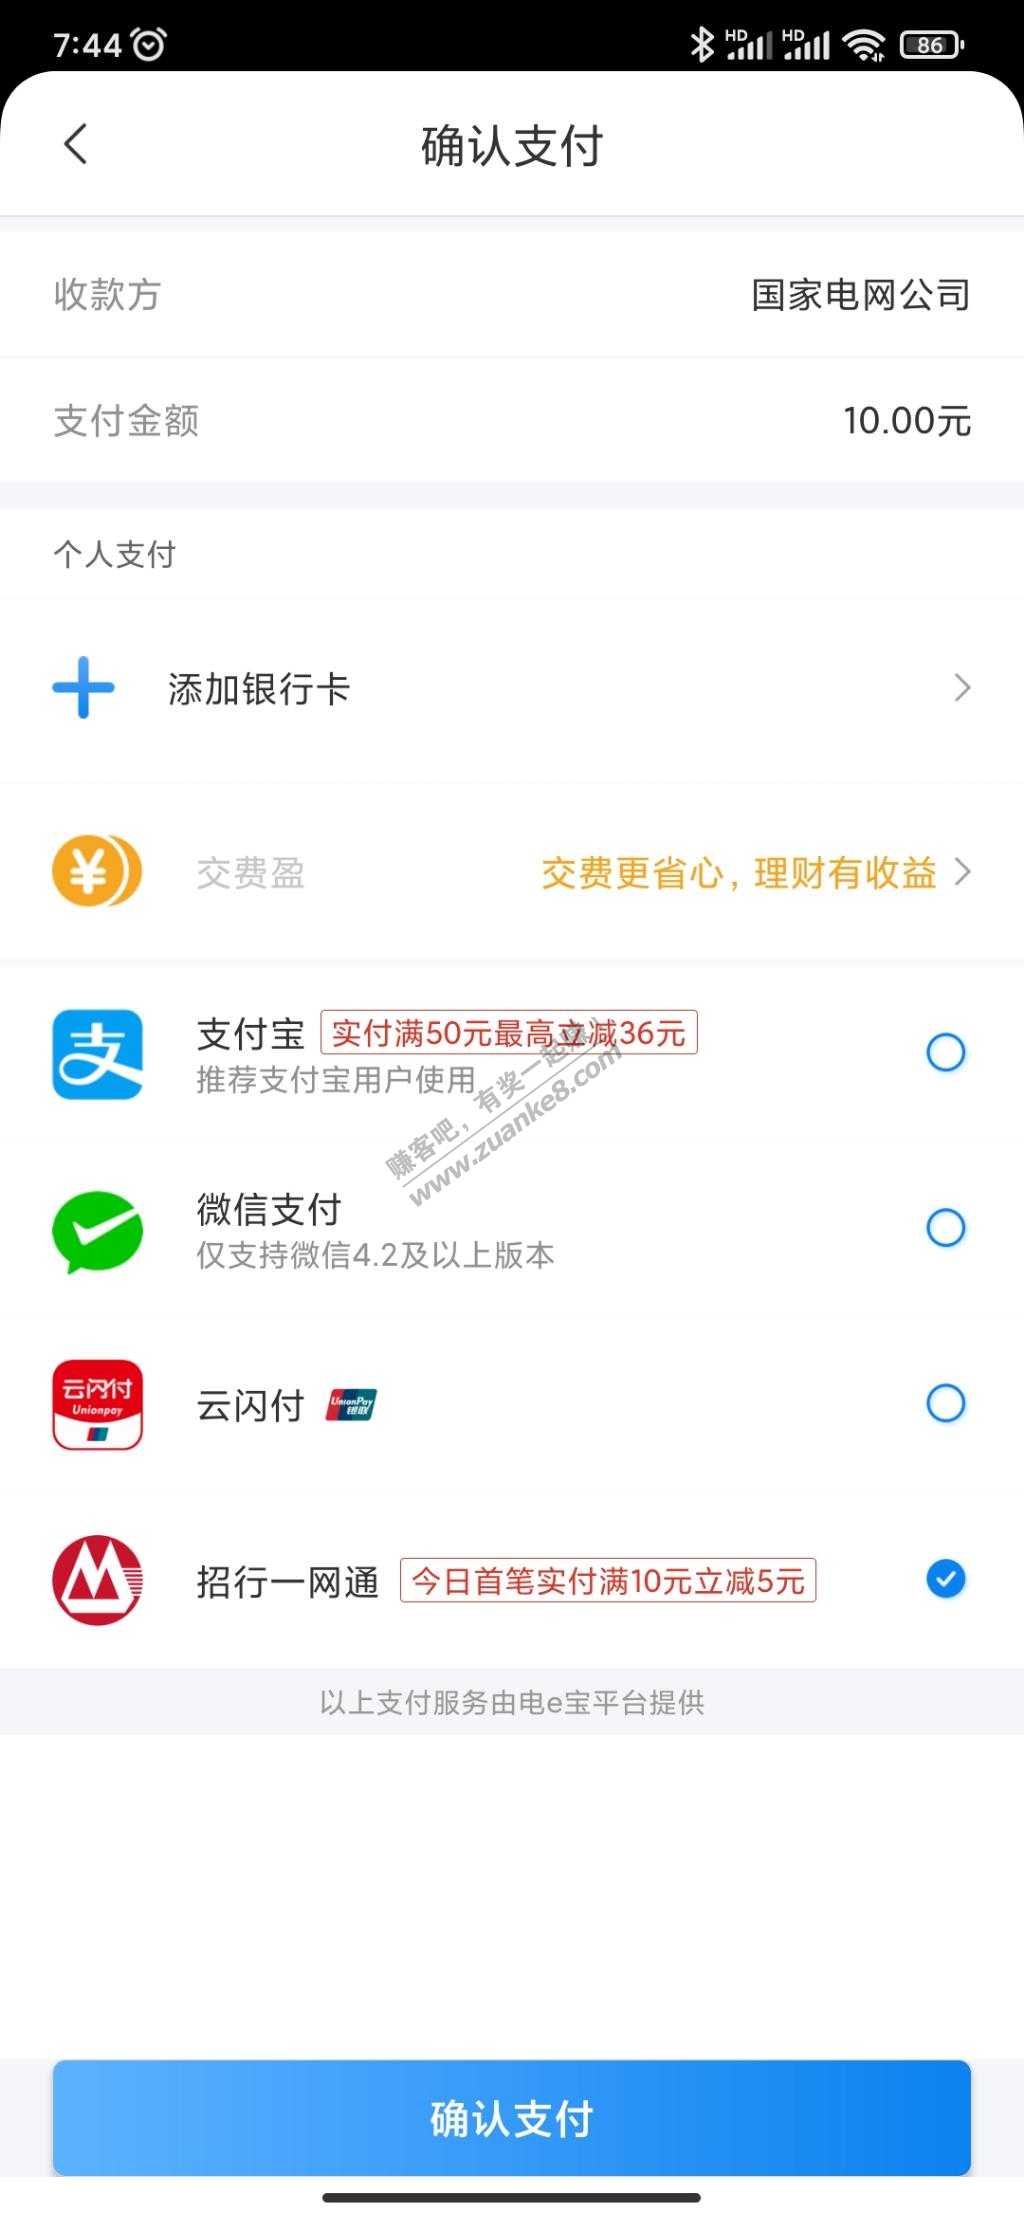 7:44
HD HD 86
确认支付
收款方 国家电网公司
支付金额 10.00元
个人支付
添加银行卡
交费盈 交费更省心，理财有收益
支付宝 实付满50元最高立减36元
推荐支付宝用户使用
赚客吧，有奖一起赚！
www.zuanke8.com
微信支付
仅支持微信4.2及以上版本
云闪付 Unionpay 云闪付 UnionPay 银联
招行一网通 今日首笔实付满10元立减5元
以上支付服务由电e宝平台提供
确认支付